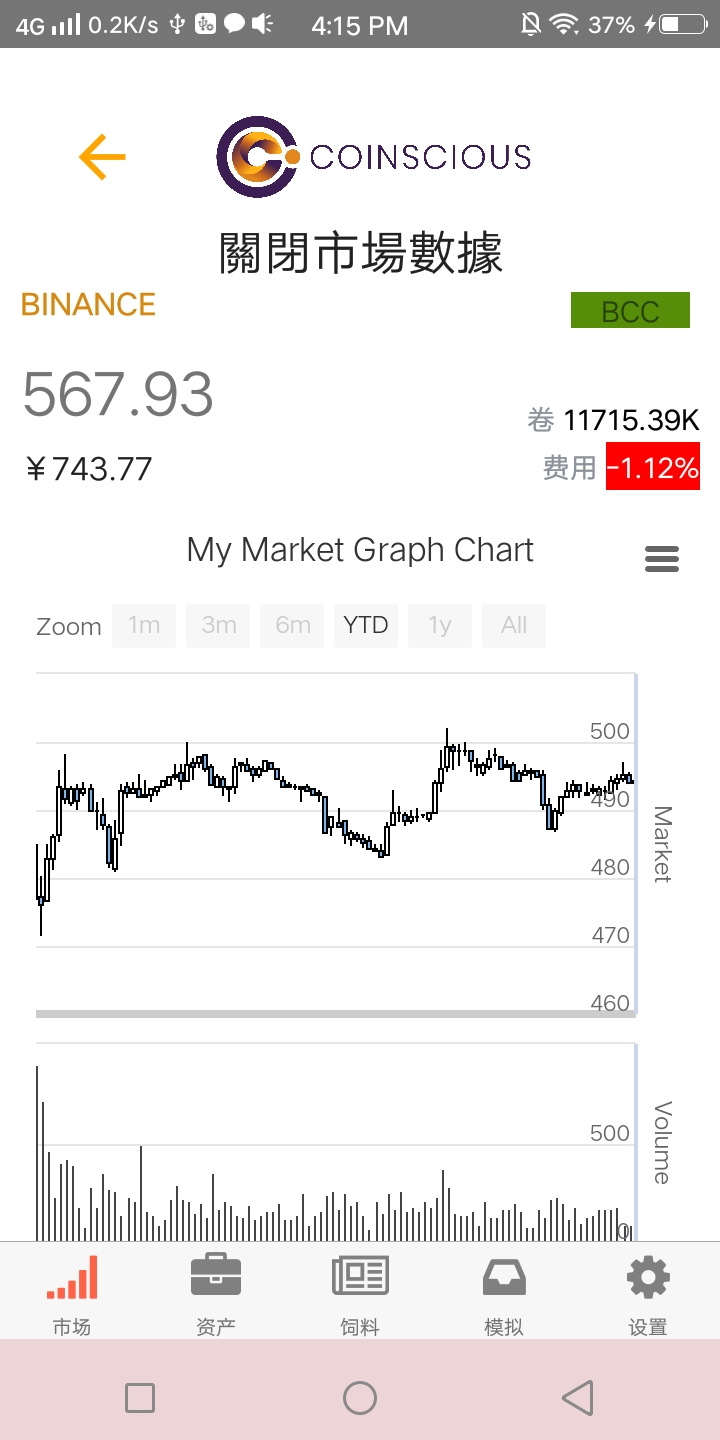 4G 0.2K/s 4:15 PM 37%
COINSCIOUS
關閉市場數據
BINANCE BCC
567.93
卷 11715.39K
¥743.77 费用 -1.12%
My Market Graph Chart
Zoom 1m 3m 6m YTD 1y All
500
490
Market
480
470
460
500
Volume
0
市场 资产 饲料 模拟 设置